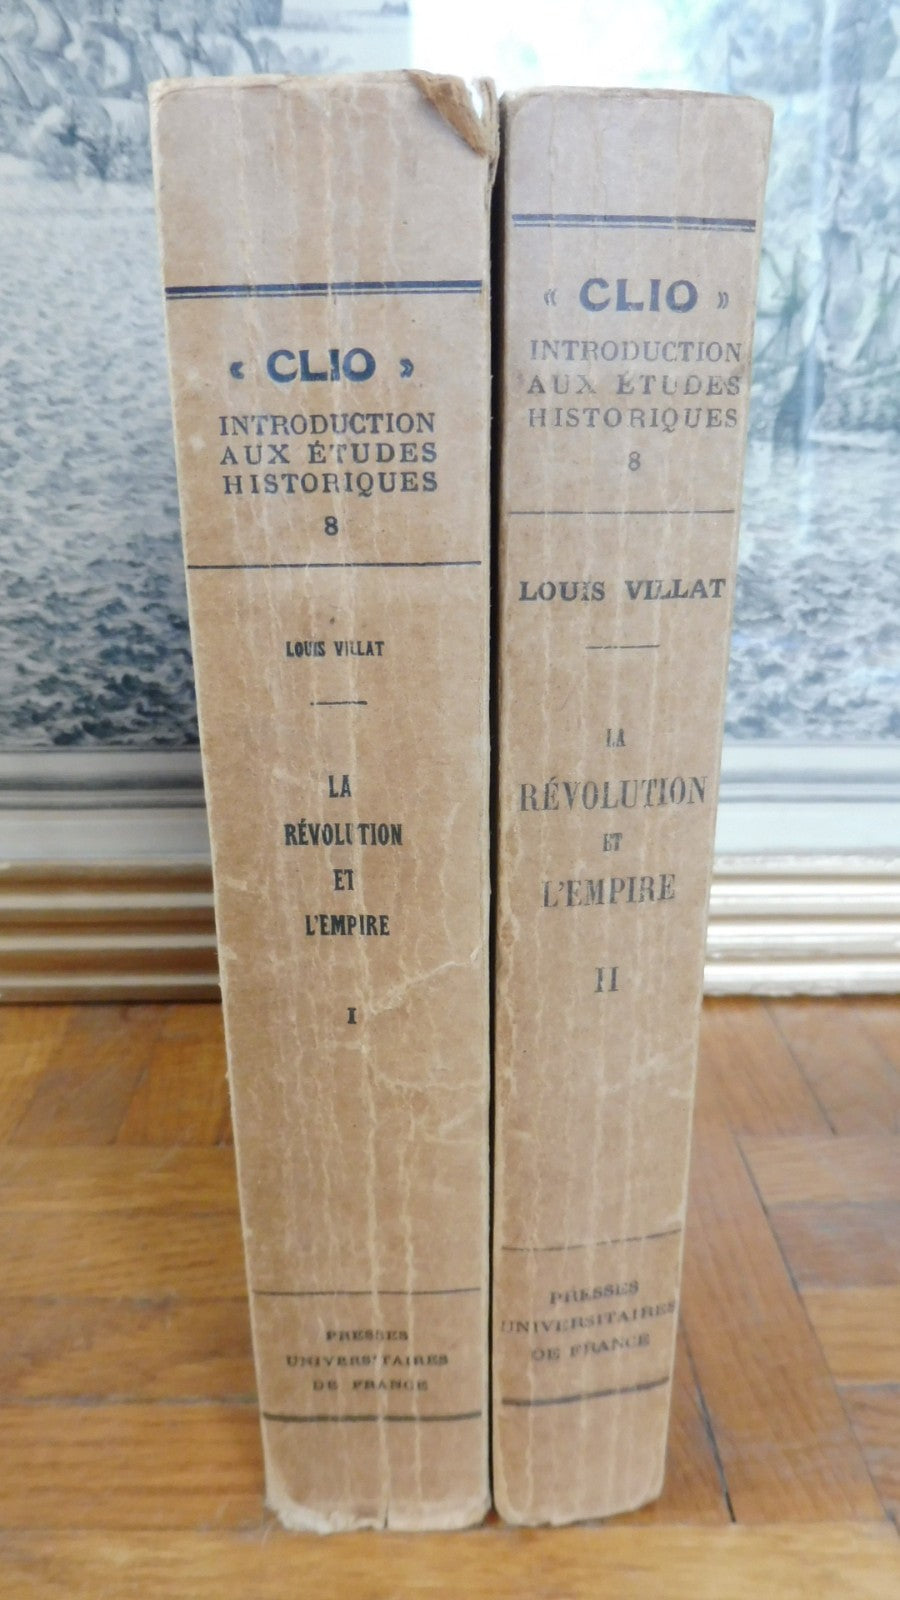 « CLIO »
INTRODUCTION
AUX ÉTUDES
HISTORIQUES
8
LOUIS VILLAT
LA
RÉVOLUTION
ET
L'EMPIRE
I
PRESSES
UNIVERSITAIRES
DE FRANCE
« CLIO »
INTRODUCTION
AUX ÉTUDES
HISTORIQUES
8
LOUIS VILLAT
LA
RÉVOLUTION
ET
L'EMPIRE
II
PRESSES
UNIVERSITAIRES
DE FRANCE